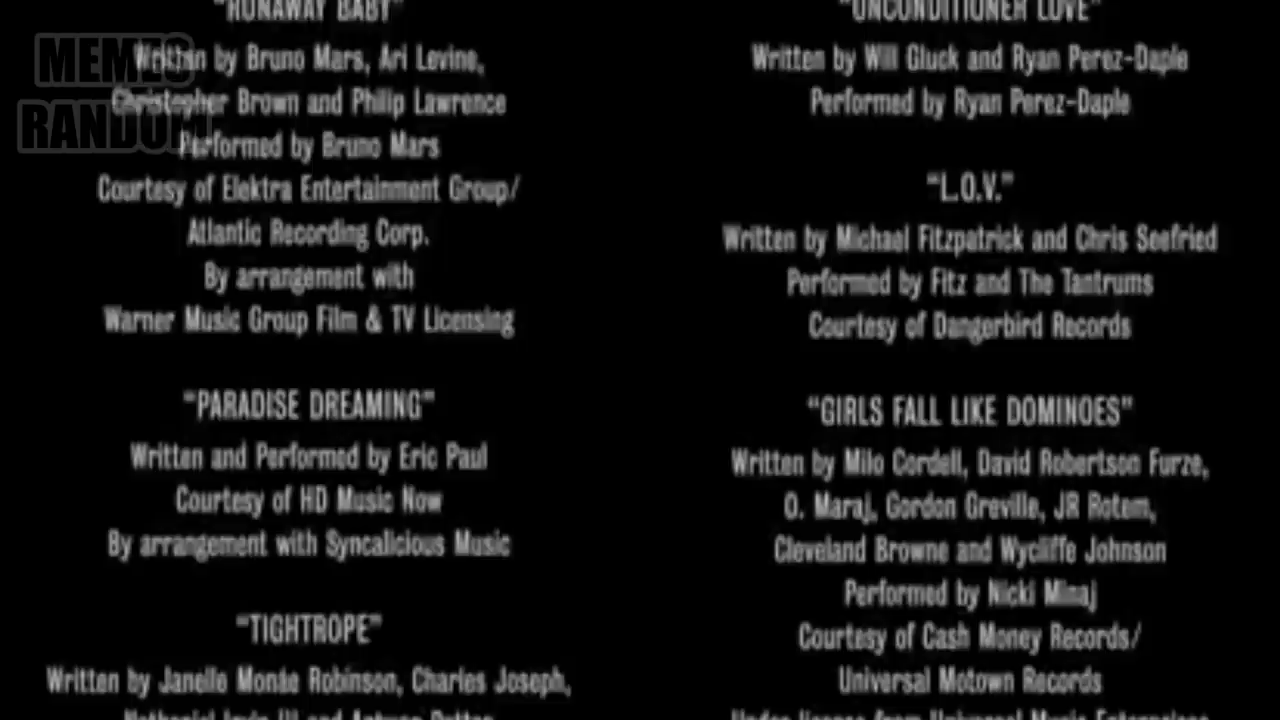 MEMES
RANDOM
"RUNAWAY BABY"
Written by Bruno Mars, Ari Levine,
Christopher Brown and Philip Lawrence
Performed by Bruno Mars
Courtesy of Elektra Entertainment Group/
Atlantic Recording Corp.
By arrangement with
Warner Music Group Film & TV Licensing
"PARADISE DREAMING"
Written and Performed by Eric Paul
Courtesy of HD Music Now
By arrangement with Syncalicious Music
"TIGHTROPE"
Written by Janelle Monáe Robinson, Charles Joseph,
"UNCONDITIONER LOVE"
Written by Will Gluck and Ryan Perez-Daple
Performed by Ryan Perez-Daple
"L.O.V."
Written by Michael Fitzpatrick and Chris Seefried
Performed by Fitz and The Tantrums
Courtesy of Dangerbird Records
"GIRLS FALL LIKE DOMINOES"
Written by Milo Cordell, David Robertson Furze,
O. Maraj, Gordon Greville, JR Rotem,
Cleveland Browne and Wycliffe Johnson
Performed by Nicki Minaj
Courtesy of Cash Money Records/
Universal Motown Records